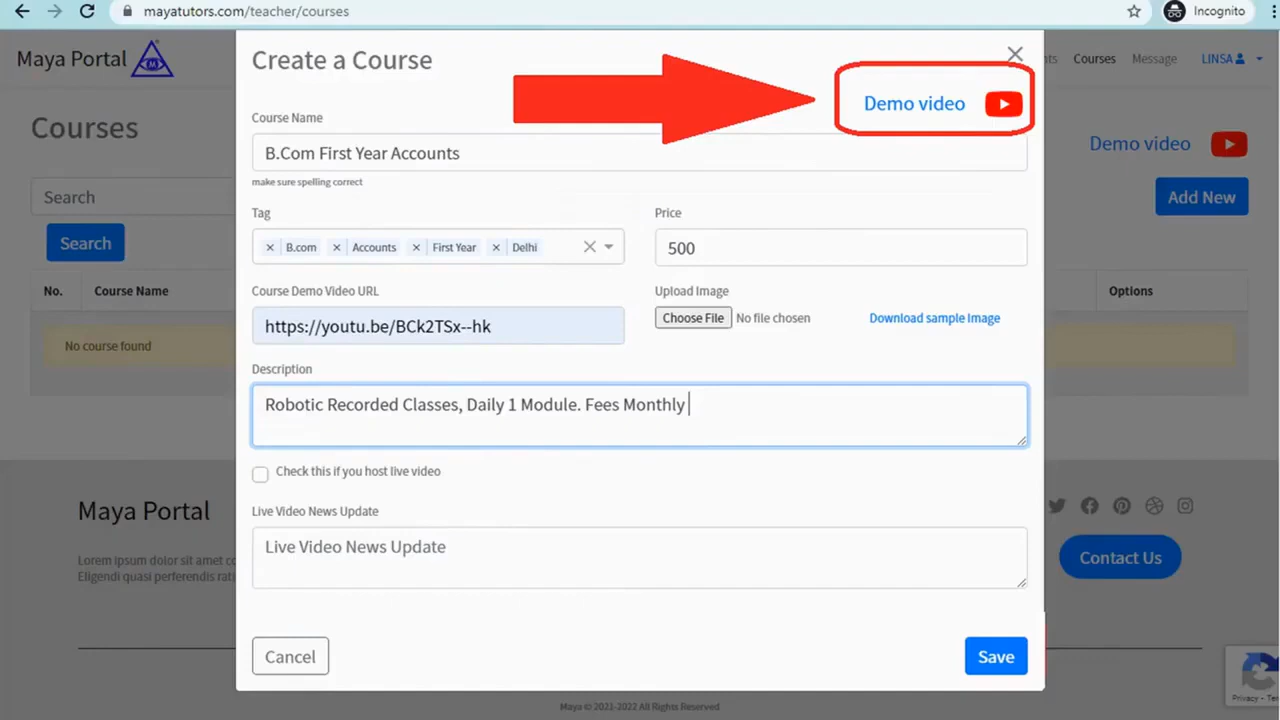 mayatutors.com/teacher/courses
Incognito
Maya Portal
M
nts Courses Message LINSA
Create a Course
Demo video
Courses
Course Name
B.Com First Year Accounts
make sure spelling correct
Demo video
Search
Add New
Tag
Price
× B.com × Accounts × First Year × Delhi
500
Search
Course Demo Video URL
Upload Image
No. Course Name
Options
https://youtu.be/BCk2TSx--hk
Choose File No file chosen
Download sample Image
No course found
Description
Robotic Recorded Classes, Daily 1 Module. Fees Monthly
Check this if you host live video
Maya Portal
Live Video News Update
Live Video News Update
Lorem ipsum dolor sit amet co
Eligendi quasi perferendis rati
Contact Us
Cancel
Save
Privacy - Ter
Maya © 2021-2022 All Rights Reserved